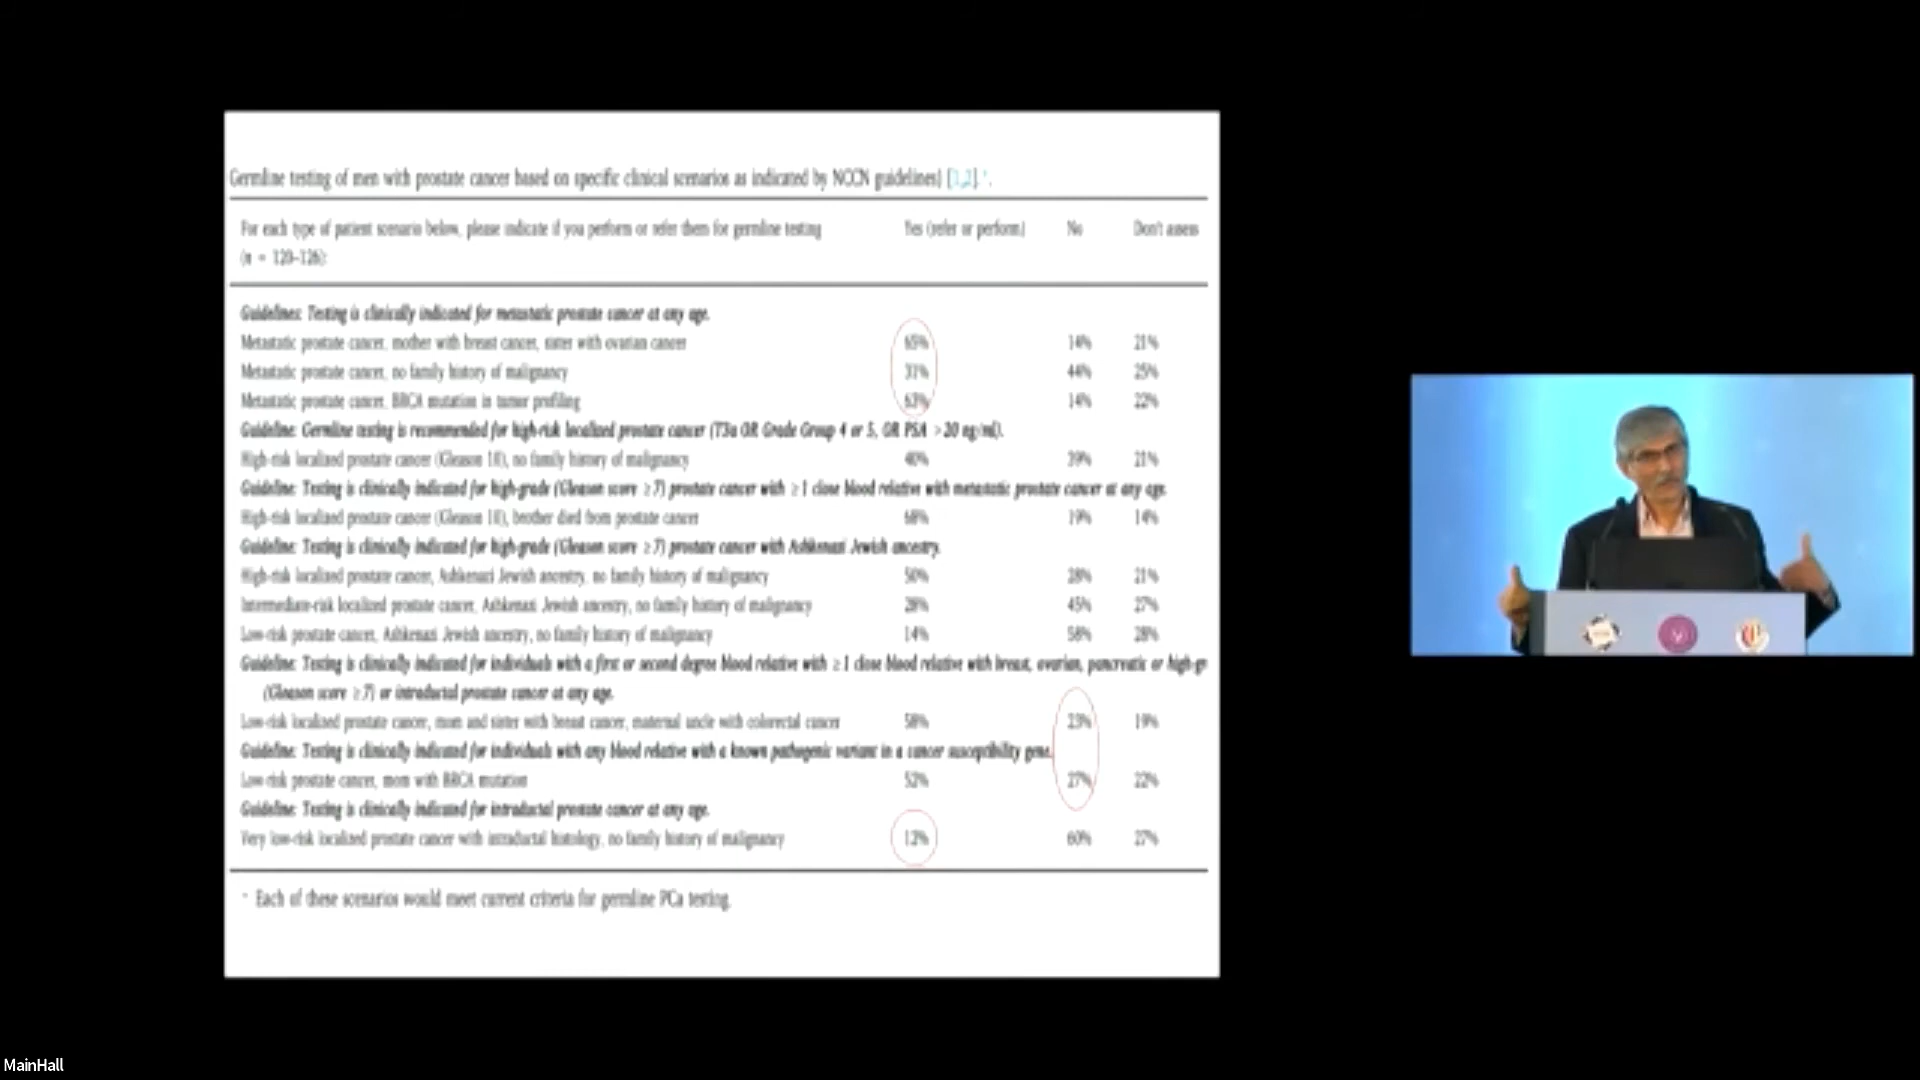 Germline testing of men with prostate cancer based on specific clinical scenarios as indicated by NCCN guidelines) [1,2].*.
For each type of patient scenario below, please indicate if you perform or refer them for germline testing Yes (refer or perform) No Don't assess
(n = 120–126):
Guidelines: Testing is clinically indicated for metastatic prostate cancer at any age.
Metastatic prostate cancer, mother with breast cancer, sister with ovarian cancer 65% 14% 21%
Metastatic prostate cancer, no family history of malignancy 31% 44% 25%
Metastatic prostate cancer, BRCA mutation in tumor profiling 63% 14% 22%
Guideline: Germline testing is recommended for high-risk localized prostate cancer (T3a OR Grade Group 4 or 5, OR PSA >20 ng/ml).
High-risk localized prostate cancer (Gleason 10), no family history of malignancy 40% 39% 21%
Guideline: Testing is clinically indicated for high-grade (Gleason score ≥7) prostate cancer with ≥1 close blood relative with metastatic prostate cancer at any age.
High-risk localized prostate cancer (Gleason 10), brother died from prostate cancer 68% 19% 14%
Guideline: Testing is clinically indicated for high-grade (Gleason score ≥7) prostate cancer with Ashkenazi Jewish ancestry.
High-risk localized prostate cancer, Ashkenazi Jewish ancestry, no family history of malignancy 50% 28% 21%
Intermediate-risk localized prostate cancer, Ashkenazi Jewish ancestry, no family history of malignancy 28% 45% 27%
Low-risk prostate cancer, Ashkenazi Jewish ancestry, no family history of malignancy 14% 58% 28%
Guideline: Testing is clinically indicated for individuals with a first or second degree blood relative with ≥1 close blood relative with breast, ovarian, pancreatic or high-gr
(Gleason score ≥7) or intraductal prostate cancer at any age.
Low-risk localized prostate cancer, mom and sister with breast cancer, maternal uncle with colorectal cancer 58% 23% 19%
Guideline: Testing is clinically indicated for individuals with any blood relative with a known pathogenic variant in a cancer susceptibility gene.
Low-risk prostate cancer, mom with BRCA mutation 52% 27% 22%
Guideline: Testing is clinically indicated for intraductal prostate cancer at any age.
Very low-risk localized prostate cancer with intraductal histology, no family history of malignancy 12% 60% 27%
* Each of these scenarios would meet current criteria for germline PCa testing.
MainHall